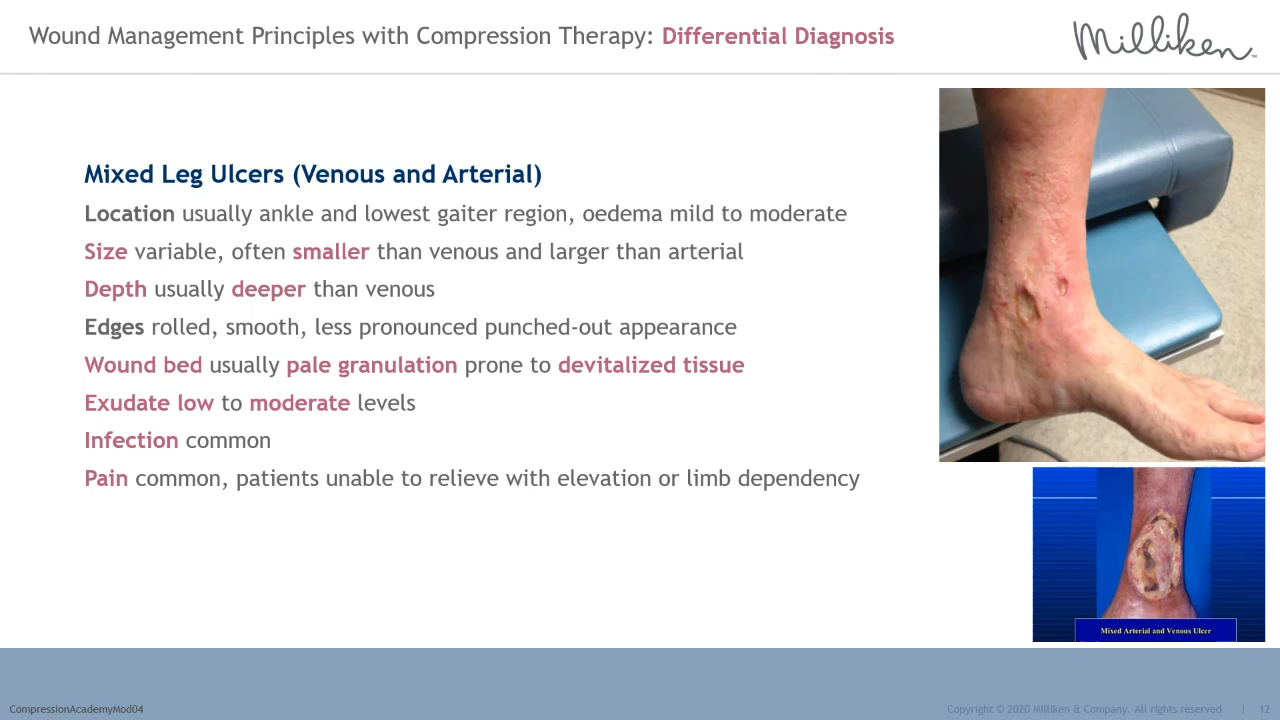 Wound Management Principles with Compression Therapy: Differential Diagnosis
Milliken™
Mixed Leg Ulcers (Venous and Arterial)
Location usually ankle and lowest gaiter region, oedema mild to moderate
Size variable, often smaller than venous and larger than arterial
Depth usually deeper than venous
Edges rolled, smooth, less pronounced punched-out appearance
Wound bed usually pale granulation prone to devitalized tissue
Exudate low to moderate levels
Infection common
Pain common, patients unable to relieve with elevation or limb dependency
Mixed Arterial and Venous Ulcer
CompressionAcademyMod04
Copyright © 2020 Milliken & Company. All rights reserved | 12